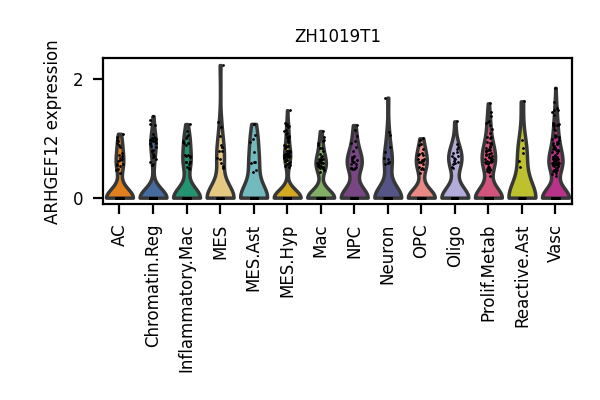 ZH1019T1
ARHGEF12 expression
2
0
AC
Chromatin.Reg
Inflammatory.Mac
MES
MES.Ast
MES.Hyp
Mac
NPC
Neuron
OPC
Oligo
Prolif.Metab
Reactive.Ast
Vasc